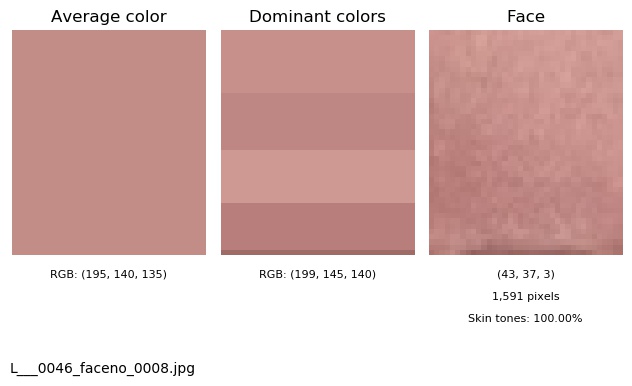 Average color
Dominant colors
Face
RGB: (195, 140, 135)
RGB: (199, 145, 140)
(43, 37, 3)
1,591 pixels
Skin tones: 100.00%
L___0046_faceno_0008.jpg